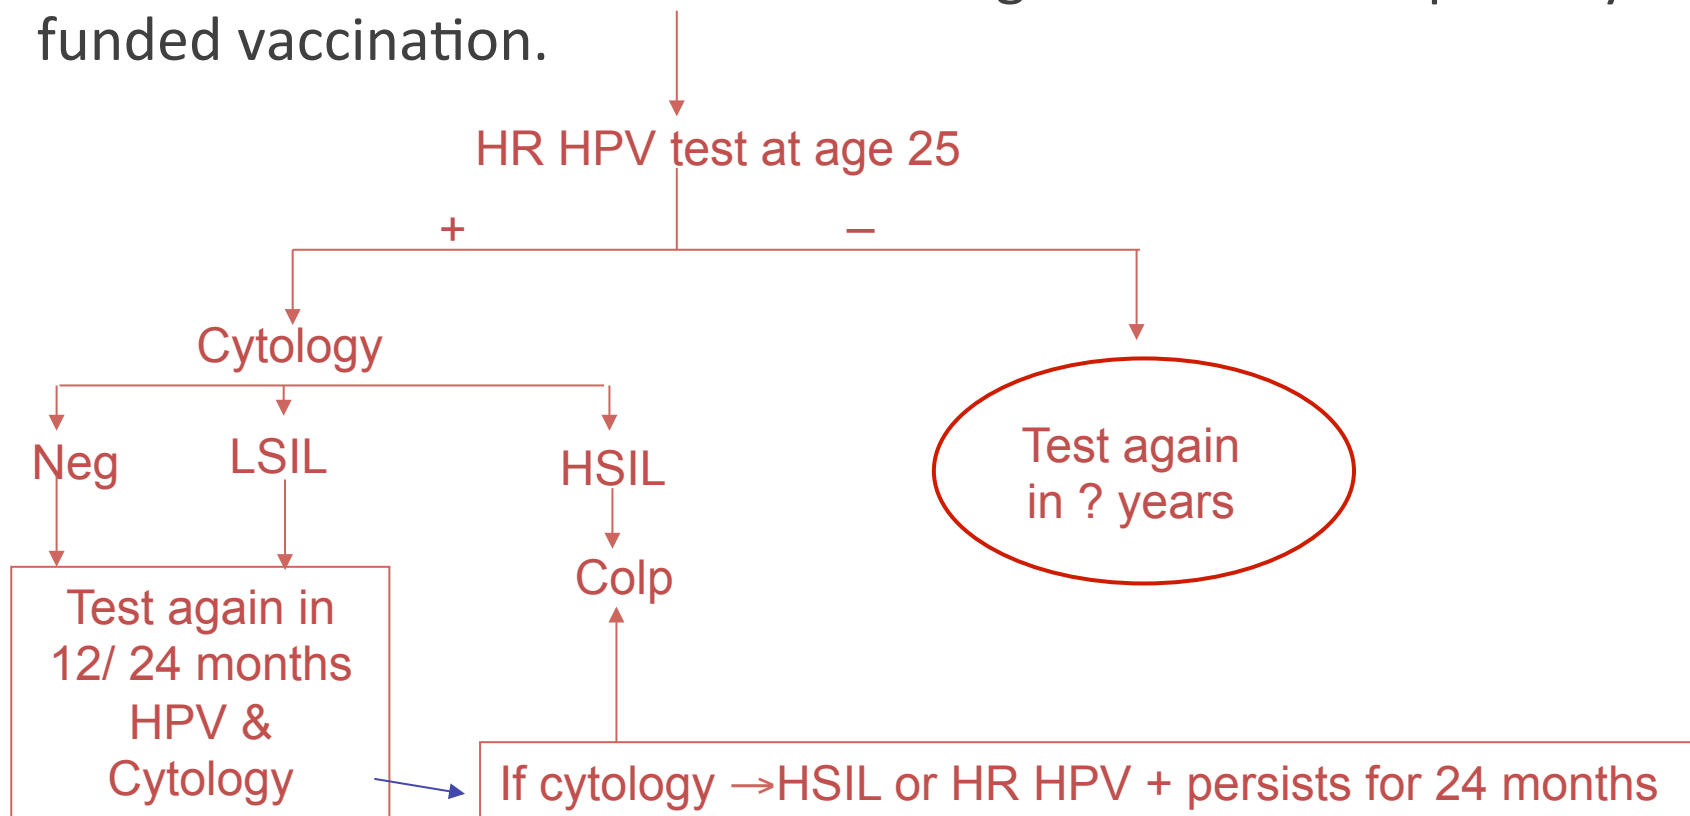 funded vaccination.
HR HPV test at age 25
+
–
Cytology
Neg
LSIL
HSIL
Test again
in ? years
Colp
Test again in
12/ 24 months
HPV &
Cytology
If cytology →HSIL or HR HPV + persists for 24 months